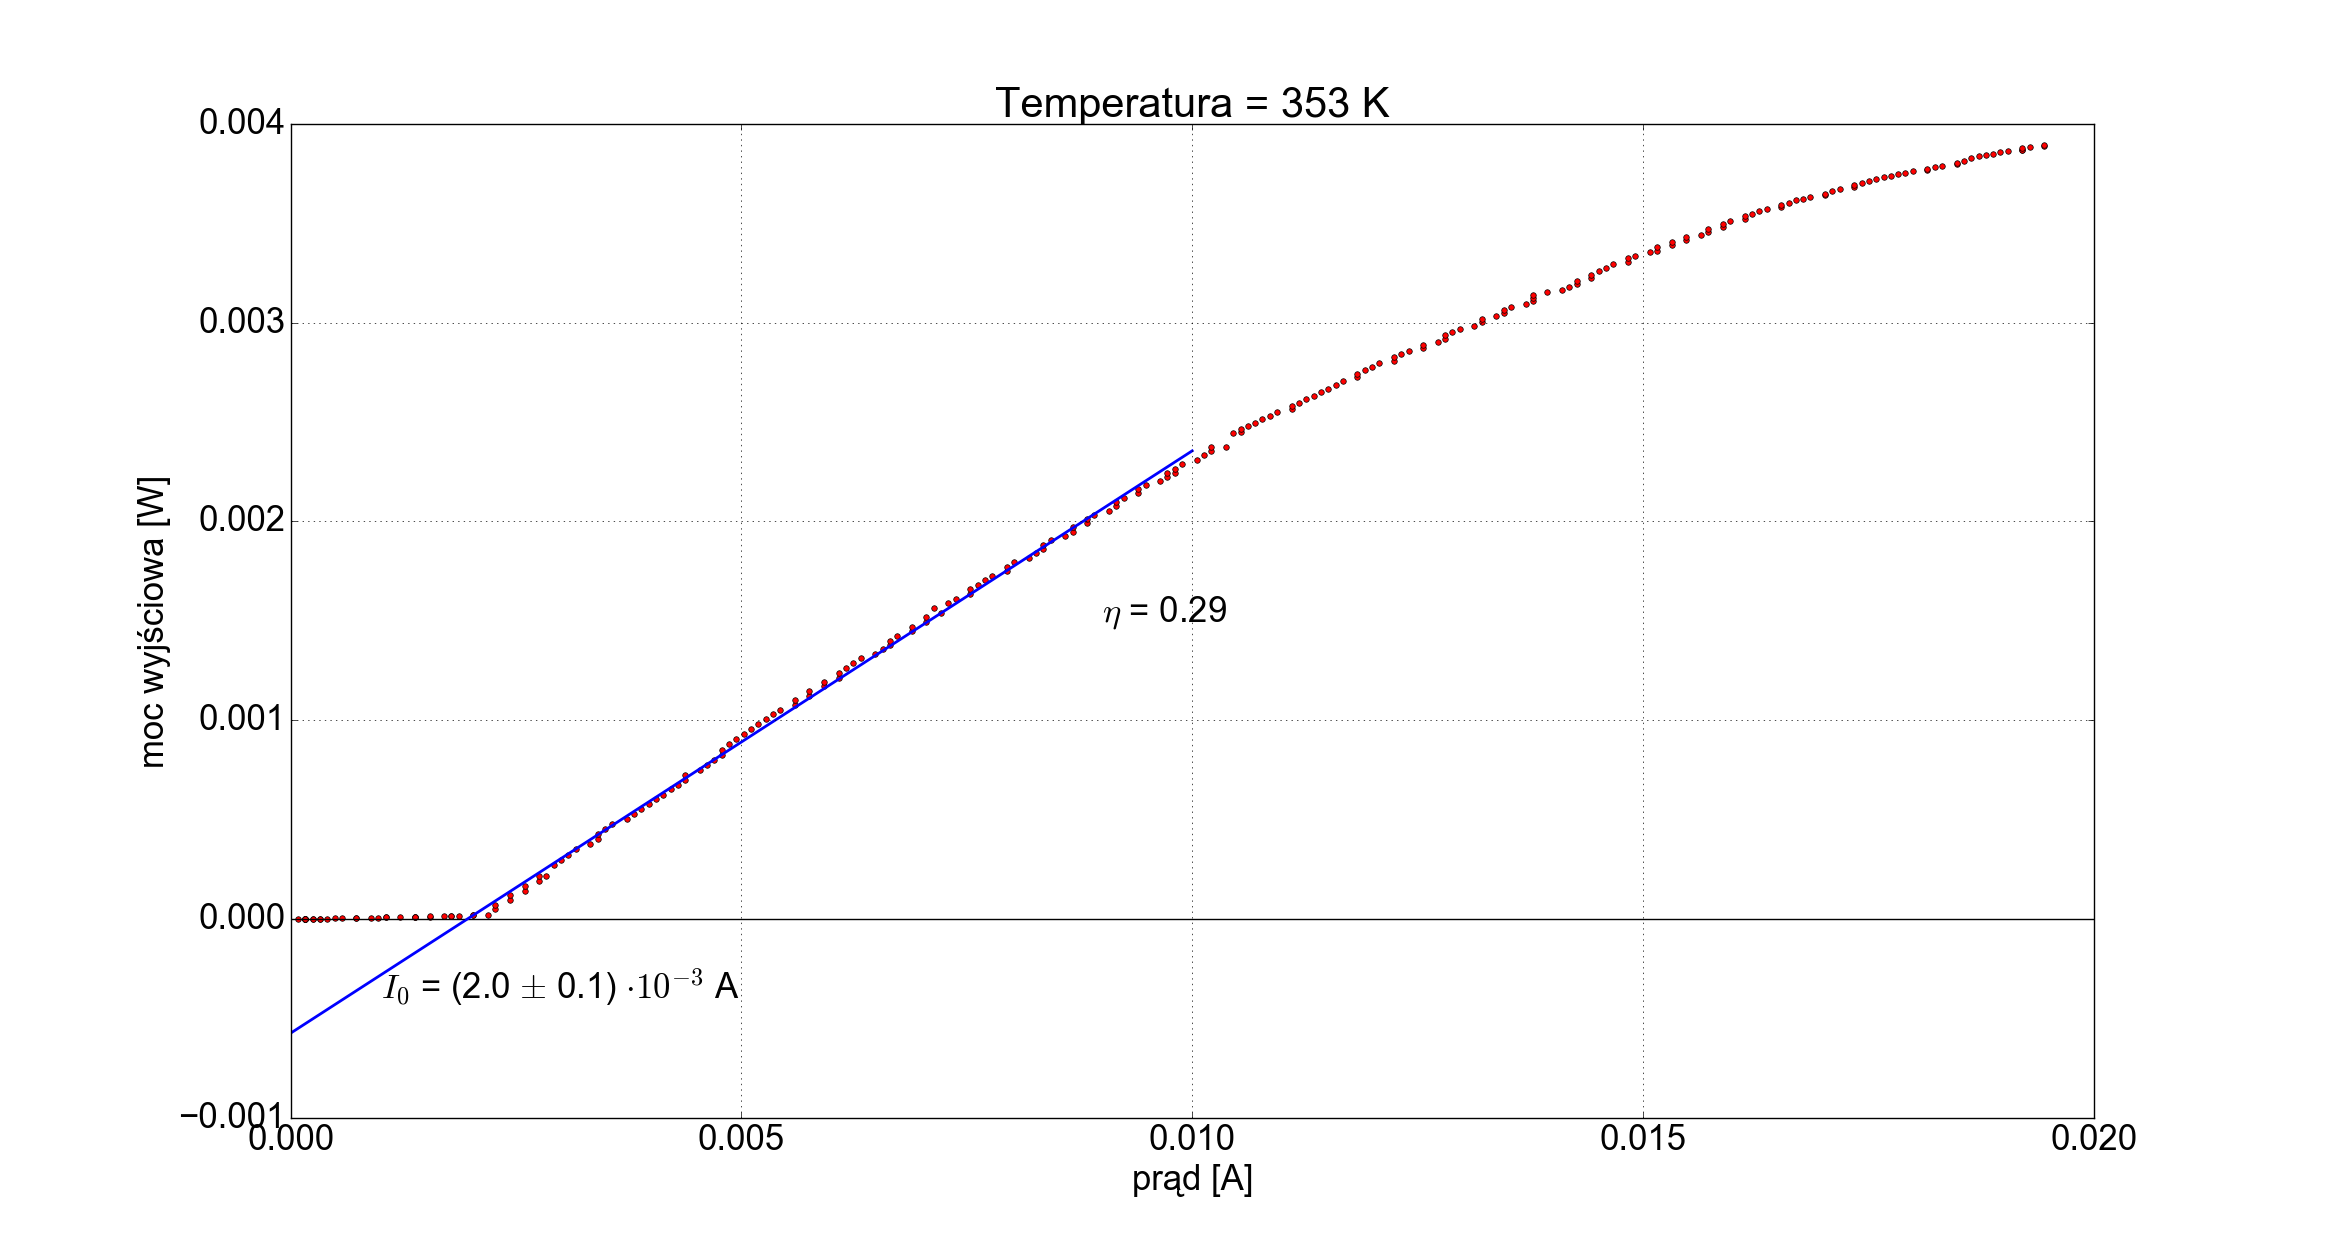 Temperatura = 353 K
0.004
0.003
0.002
0.001
0.000
−0.001
moc wyjściowa [W]
η = 0.29
I₀ = (2.0 ± 0.1) ·10⁻³ A
0.000 0.005 0.010 0.015 0.020
prąd [A]